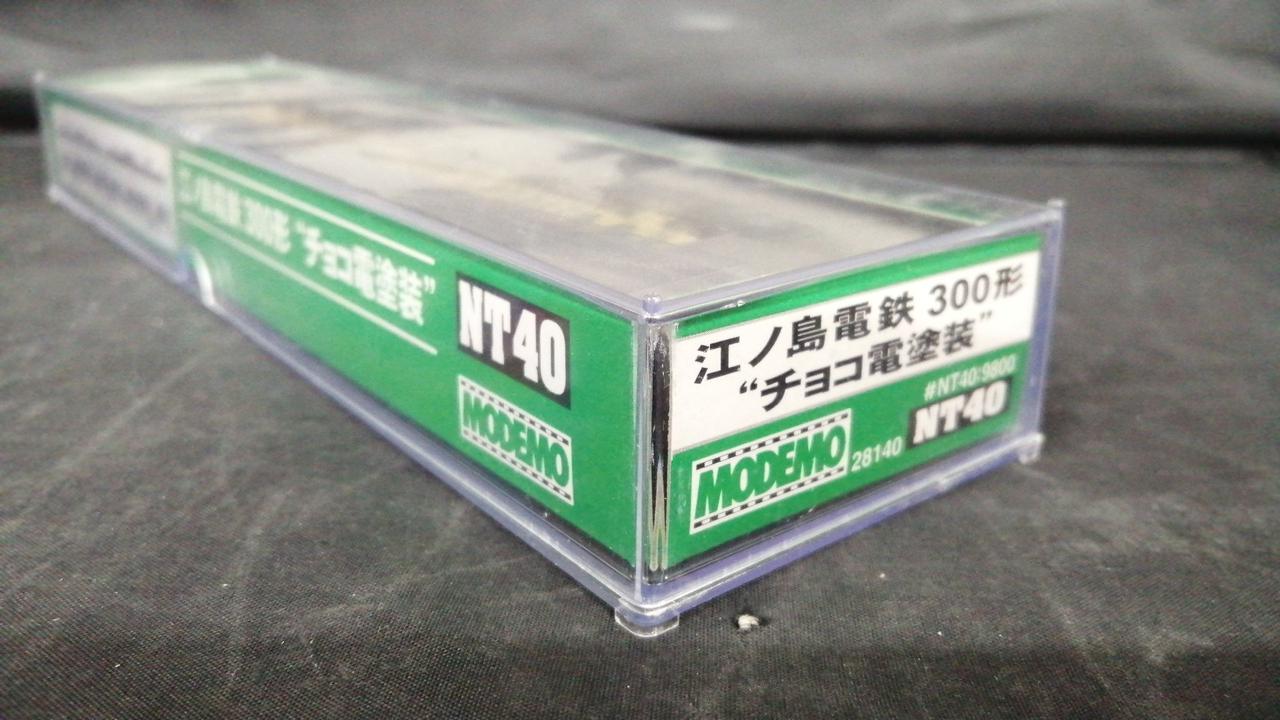 江ノ島電鉄 300形 “チョコ電塗装”
NT40
MODEMO
江ノ島電鉄 300形
“チョコ電塗装”
#NT40:9800
MODEMO 28140 NT40